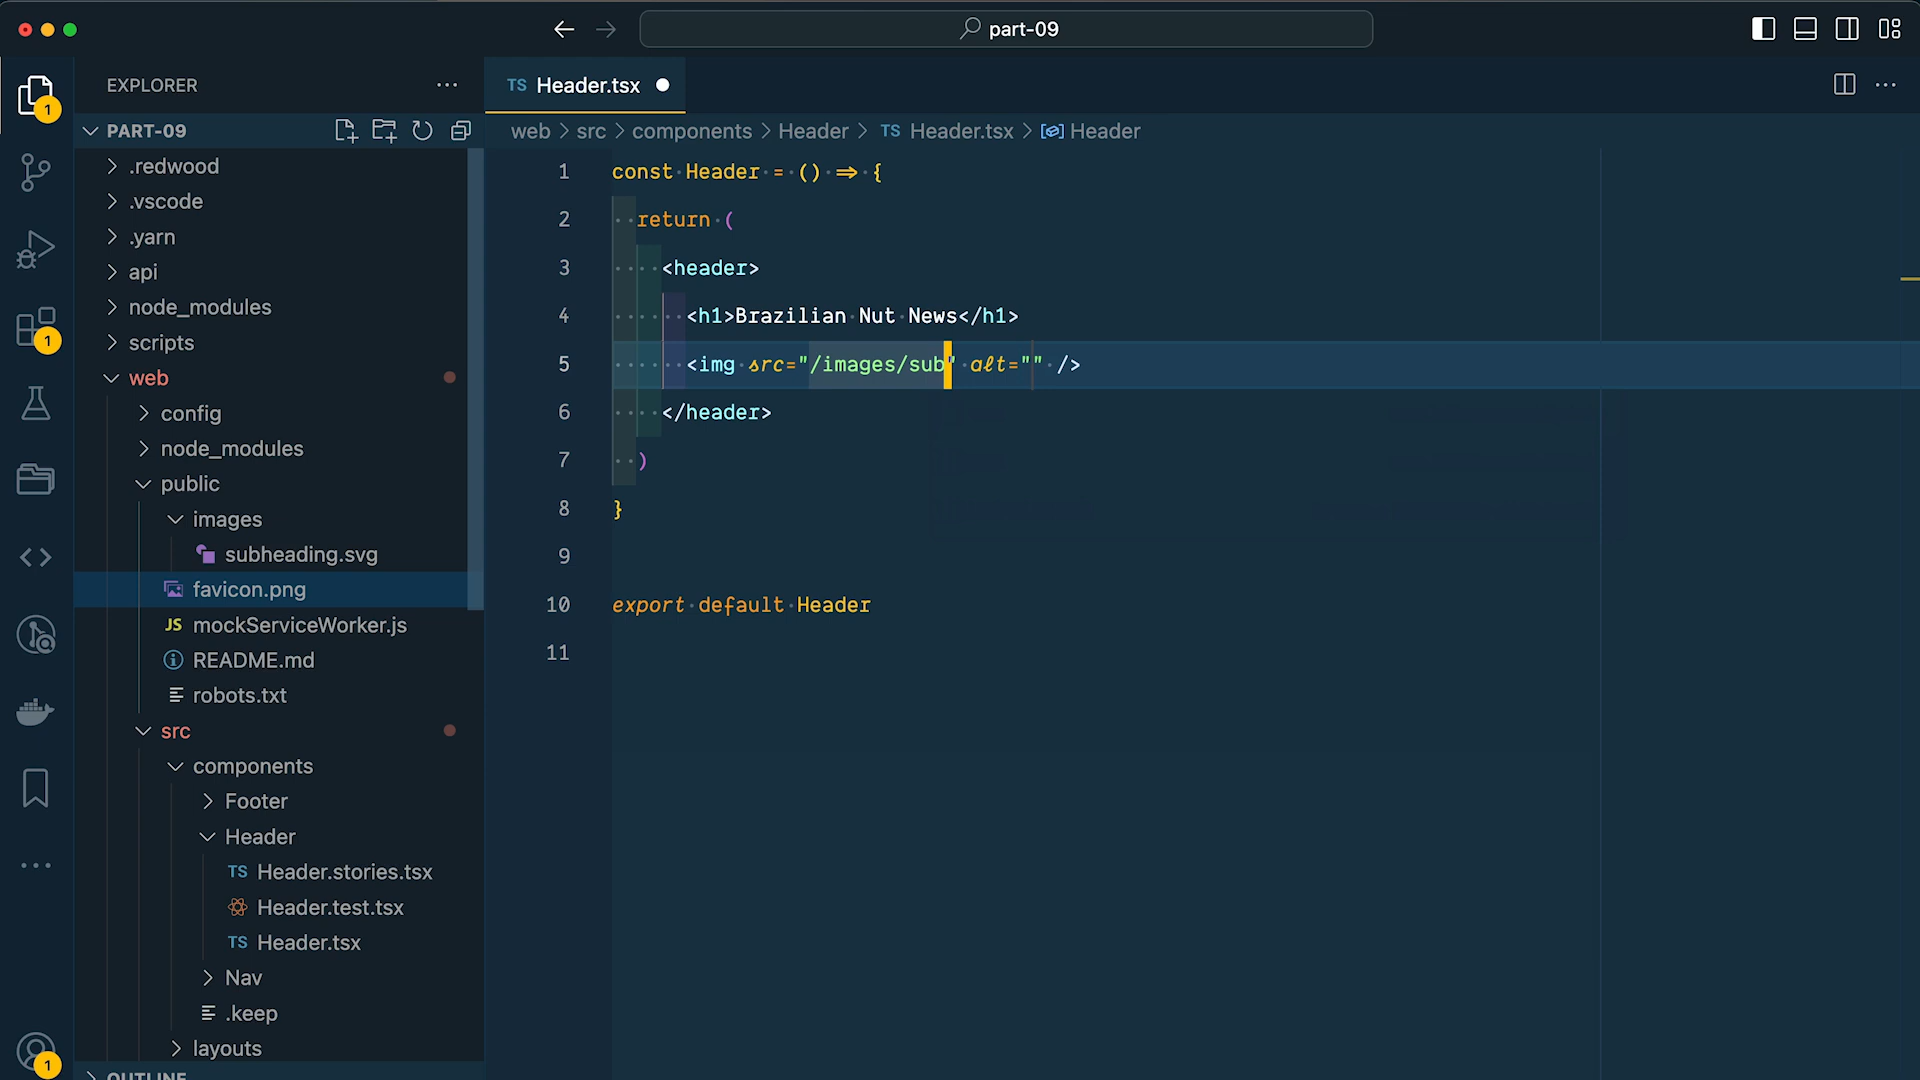 part-09
EXPLORER
TS Header.tsx
PART-09
web > src > components > Header > TS Header.tsx > Header
.redwood
.vscode
.yarn
api
node_modules
scripts
web
config
node_modules
public
images
subheading.svg
favicon.png
JS mockServiceWorker.js
README.md
robots.txt
src
components
Footer
Header
TS Header.stories.tsx
Header.test.tsx
TS Header.tsx
Nav
.keep
layouts
OUTLINE
1
1
1
1 const Header = () => {
2 return (
3 <header>
4 <h1>Brazilian Nut News</h1>
5 <img src="/images/sub" alt="" />
6 </header>
7 )
8 }
9
10 export default Header
11